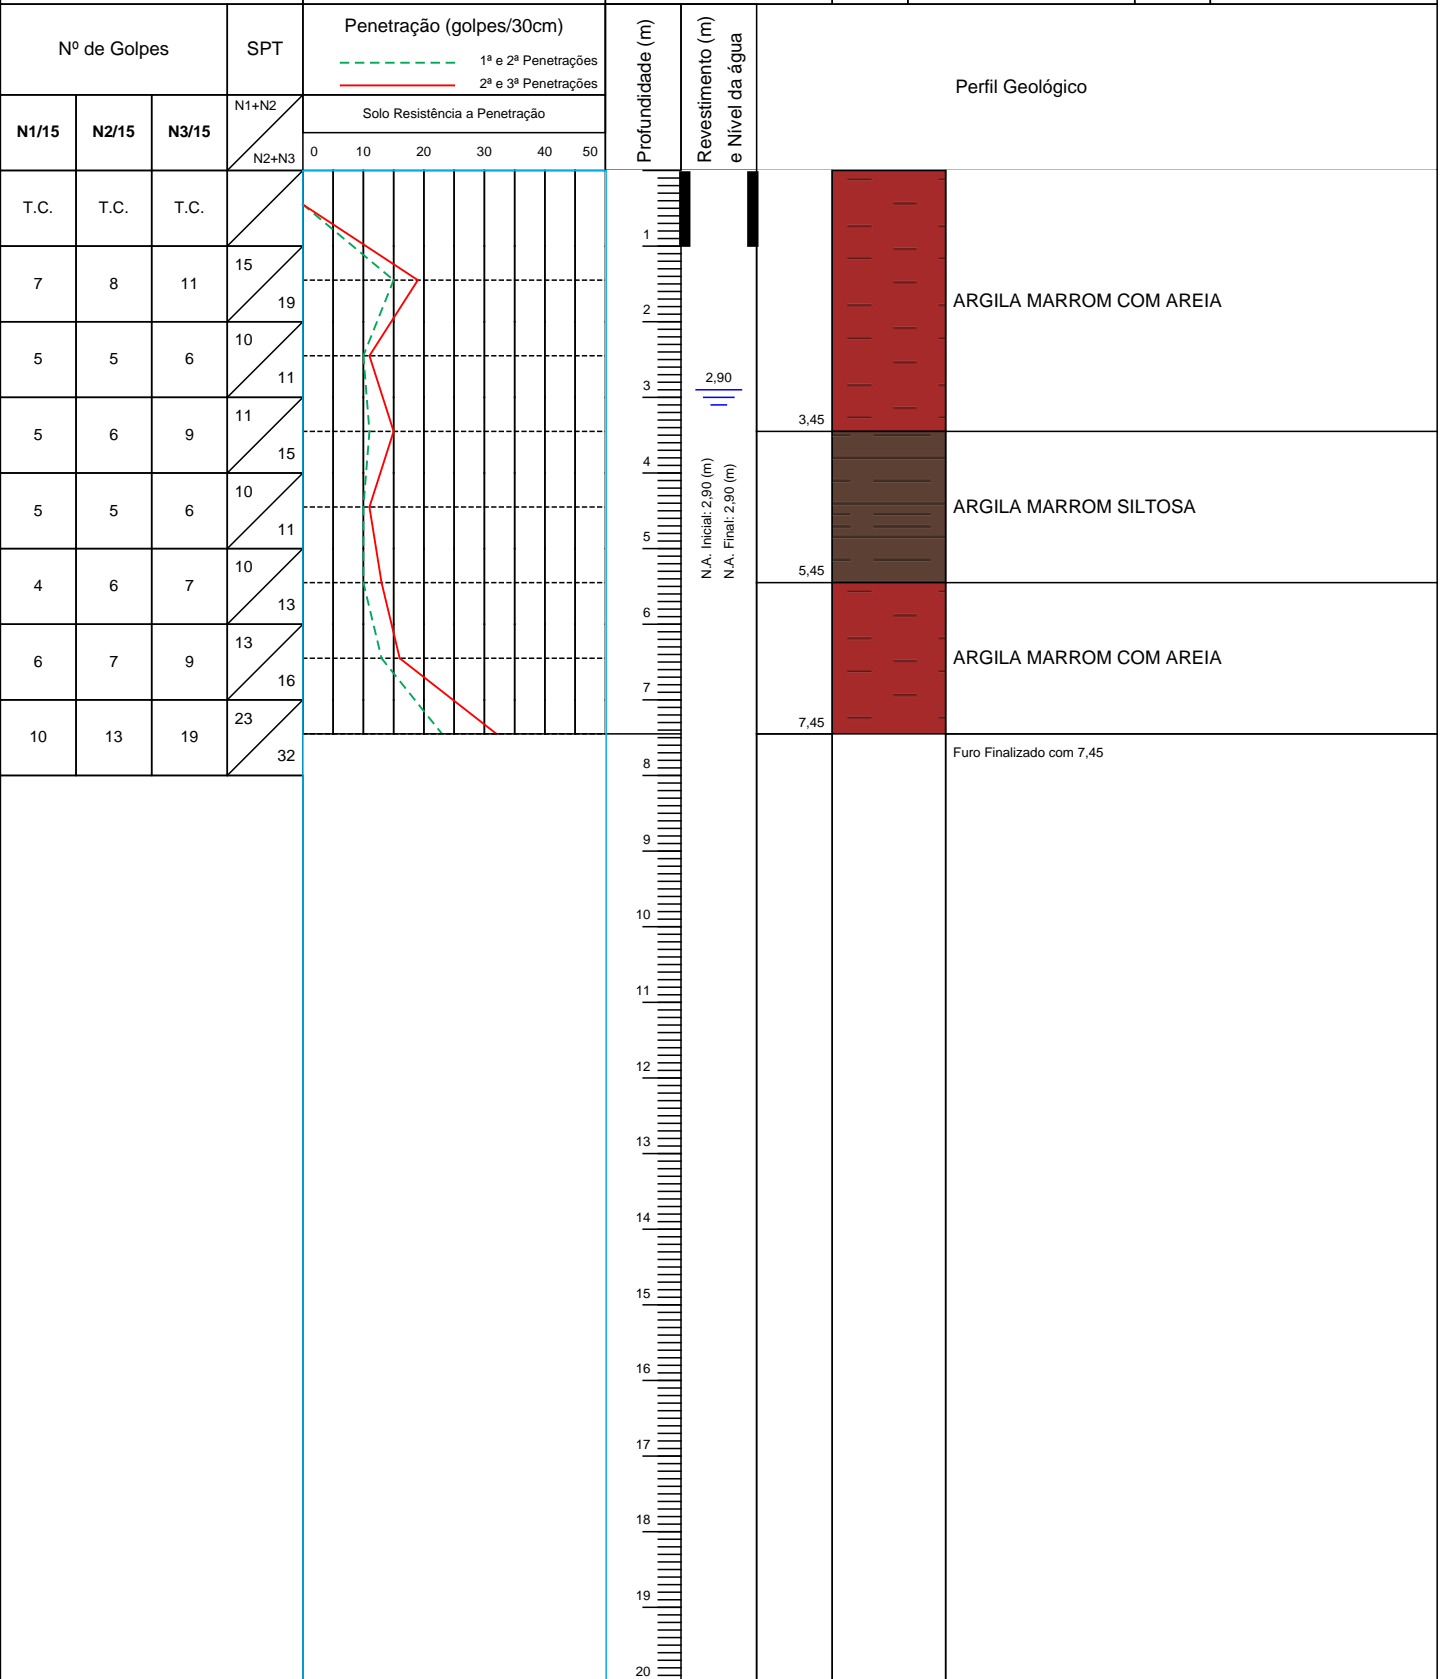 Nº de Golpes
SPT
Penetração (golpes/30cm)
1ª e 2ª Penetrações
2ª e 3ª Penetrações
Solo Resistência a Penetração
Profundidade (m)
Revestimento (m)
e Nível da água
Perfil Geológico
N1/15 N2/15 N3/15
N1+N2
N2+N3
0 10 20 30 40 50
T.C. T.C. T.C.
7 8 11 15 19
5 5 6 10 11
5 6 9 11 15
5 5 6 10 11
4 6 7 10 13
6 7 9 13 16
10 13 19 23 32
1
2
3
4
5
6
7
8
9
10
11
12
13
14
15
16
17
18
19
20
2,90
N.A. Inicial: 2,90 (m)
N.A. Final: 2,90 (m)
ARGILA MARROM COM AREIA
3,45
ARGILA MARROM SILTOSA
5,45
ARGILA MARROM COM AREIA
7,45
Furo Finalizado com 7,45